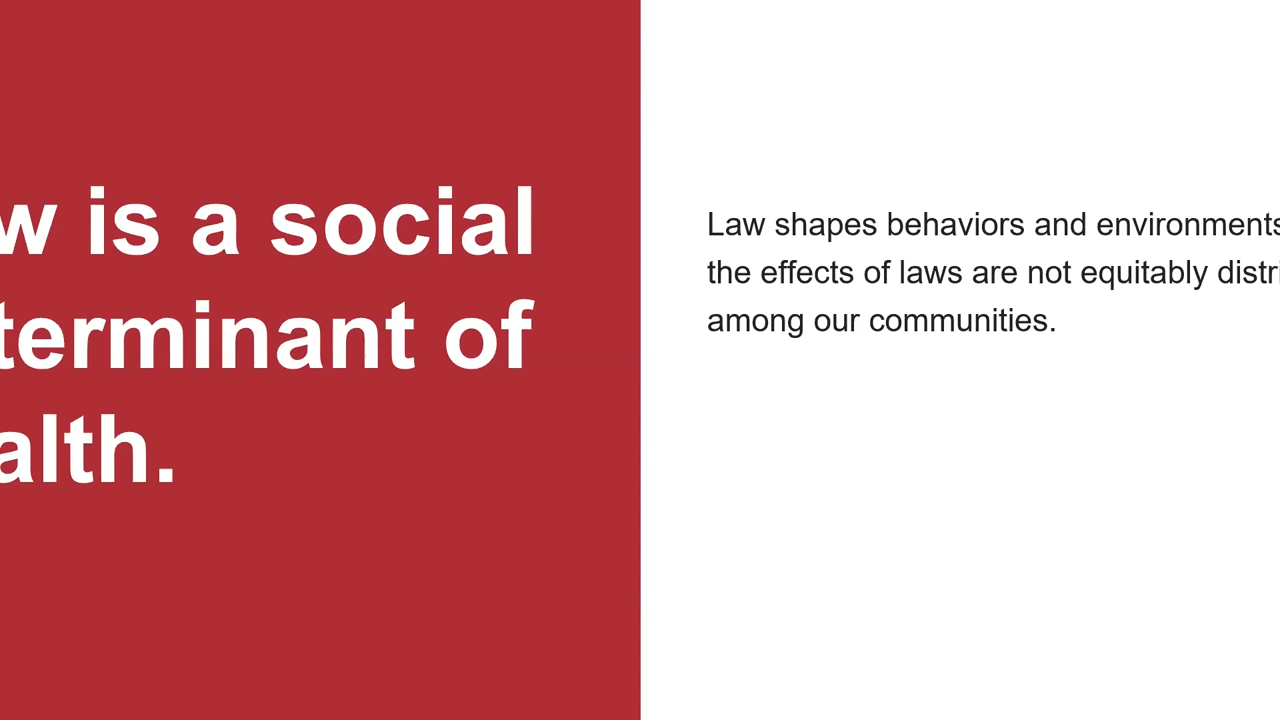 w is a social
terminant of
alth.
Law shapes behaviors and environments
the effects of laws are not equitably distri
among our communities.